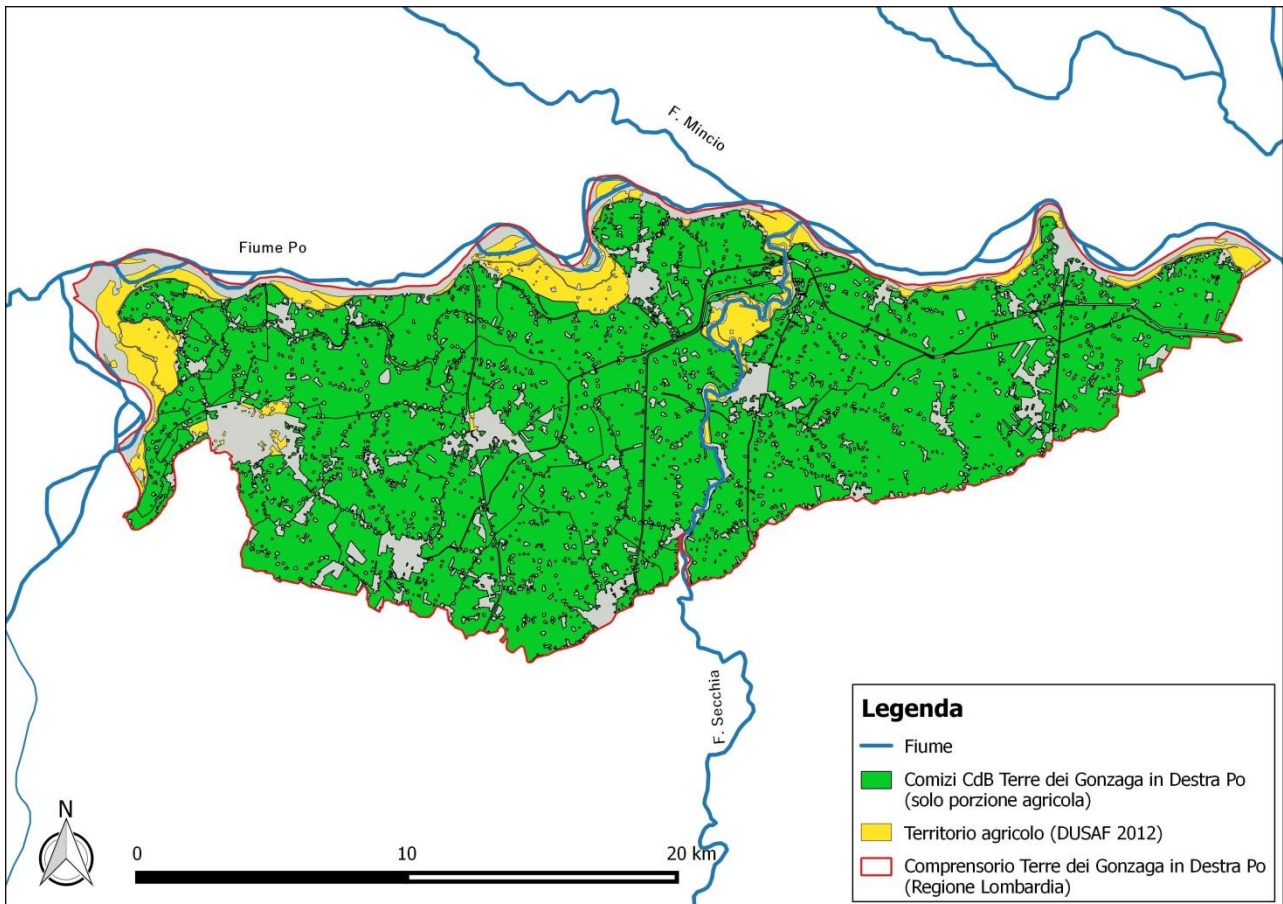 F. Mincio
Fiume Po
F. Secchia
Legenda
Fiume
Comizi CdB Terre dei Gonzaga in Destra Po
(solo porzione agricola)
Territorio agricolo (DUSAF 2012)
Comprensorio Terre dei Gonzaga in Destra Po
(Regione Lombardia)
N
0 10 20 km